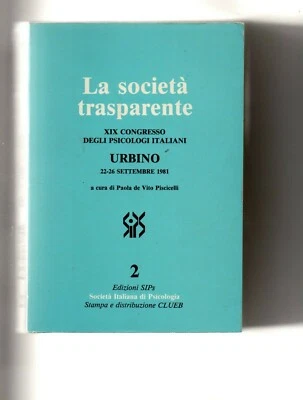 La società
trasparente
XIX CONGRESSO
DEGLI PSICOLOGI ITALIANI
URBINO
22-26 SETTEMBRE 1981
a cura di Paola de Vito Piscicelli
SIPs
2
Edizioni SIPs
Società Italiana di Psicologia
Stampa e distribuzione CLUEB